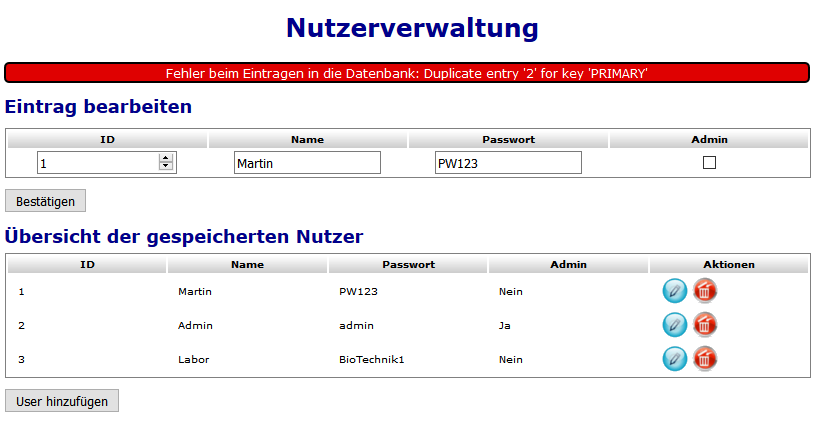 Nutzerverwaltung
Fehler beim Eintragen in die Datenbank: Duplicate entry '2' for key 'PRIMARY'
Eintrag bearbeiten
ID Name Passwort Admin
1 Martin PW123
Bestätigen
Übersicht der gespeicherten Nutzer
ID Name Passwort Admin Aktionen
1 Martin PW123 Nein
2 Admin admin Ja
3 Labor BioTechnik1 Nein
User hinzufügen